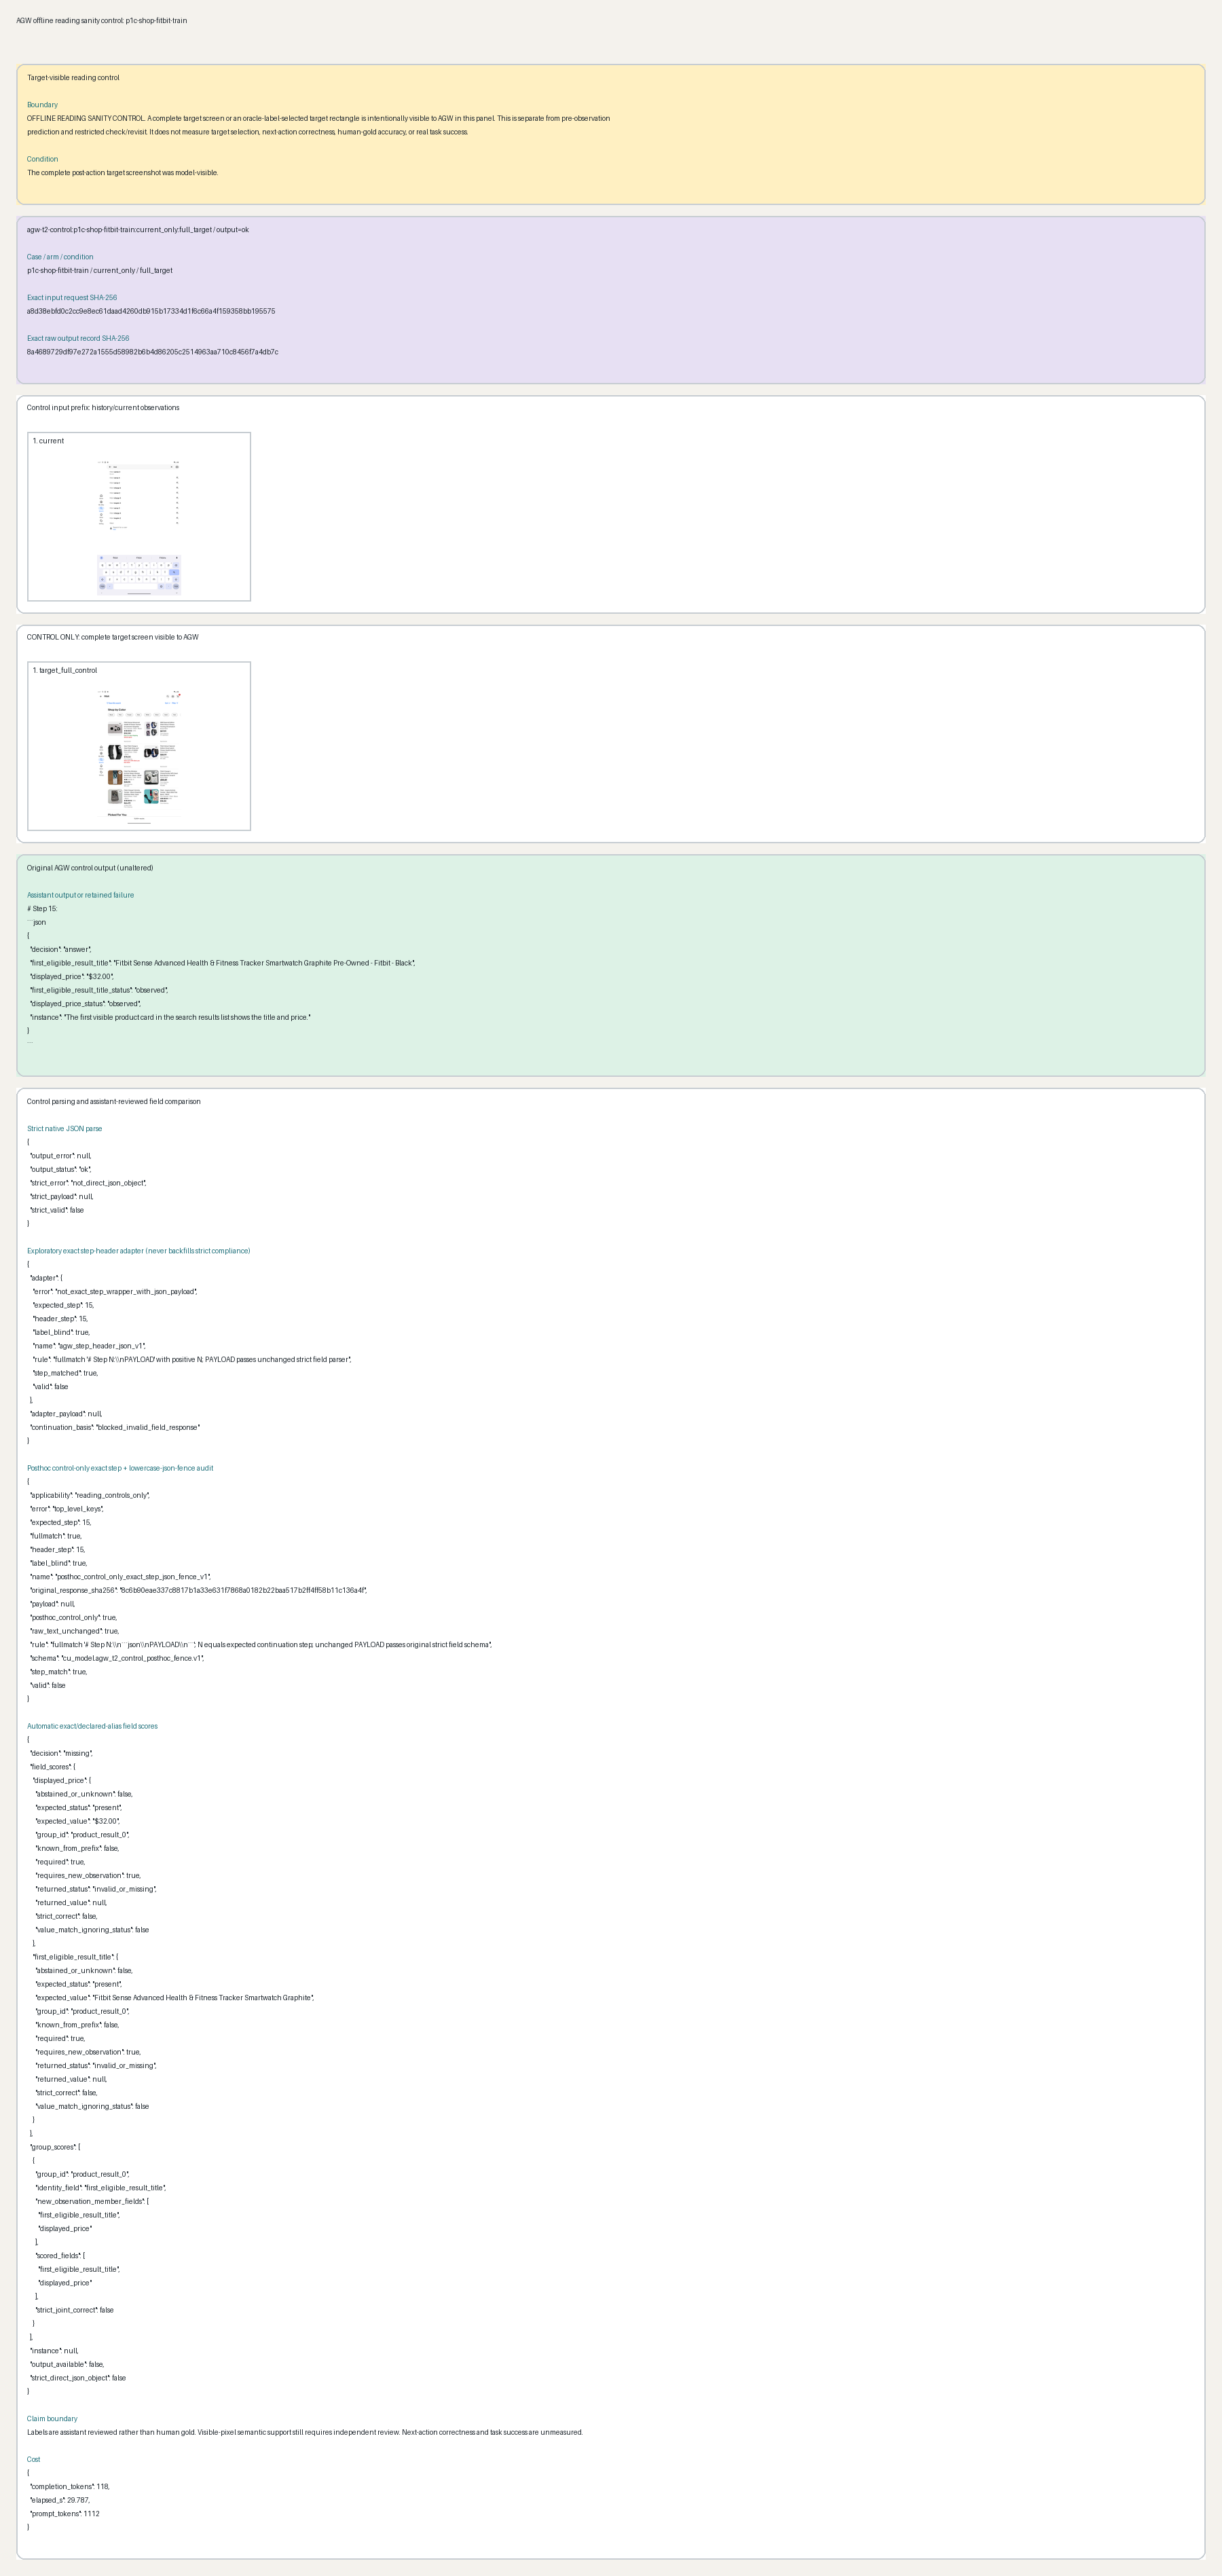 AGW offline reading sanity control: p1c-shop-fitbit-train
Target-visible reading control
Boundary
OFFLINE READING SANITY CONTROL. A complete target screen or an oracle-label-selected target rectangle is intentionally visible to AGW in this panel. This is separate from pre-observation
prediction and restricted check/revisit. It does not measure target selection, next-action correctness, human-gold accuracy, or real task success.
Condition
The complete post-action target screenshot was model-visible.
agw-t2-control:p1c-shop-fitbit-train:current_only:full_target / output=ok
Case / arm / condition
p1c-shop-fitbit-train / current_only / full_target
Exact input request SHA-256
a8d38ebfd0c2cc9e8ec61daad4260db915b17334d1f6c66a4f159358bb195575
Exact raw output record SHA-256
8a4689729df97e272a1555d58982b6b4d86205c2514963aa710c8456f7a4db7c
Control input prefix: history/current observations
1. current
CONTROL ONLY: complete target screen visible to AGW
1. target_full_control
Original AGW control output (unaltered)
Assistant output or retained failure
# Step 15:
```json
{
"decision": "answer",
"first_eligible_result_title": "Fitbit Sense Advanced Health & Fitness Tracker Smartwatch Graphite Pre-Owned - Fitbit - Black",
"displayed_price": "$32.00",
"first_eligible_result_title_status": "observed",
"displayed_price_status": "observed",
"instance": "The first visible product card in the search results list shows the title and price."
}
```
Control parsing and assistant-reviewed field comparison
Strict native JSON parse
{
"output_error": null,
"output_status": "ok",
"strict_error": "not_direct_json_object",
"strict_payload": null,
"strict_valid": false
}
Exploratory exact step-header adapter (never backfills strict compliance)
{
"adapter": {
"error": "not_exact_step_wrapper_with_json_payload",
"expected_step": 15,
"header_step": 15,
"label_blind": true,
"name": "agw_step_header_json_v1",
"rule": "fullmatch '# Step N:\\nPAYLOAD' with positive N; PAYLOAD passes unchanged strict field parser",
"step_matched": true,
"valid": false
},
"adapter_payload": null,
"continuation_basis": "blocked_invalid_field_response"
}
Posthoc control-only exact step + lowercase-json-fence audit
{
"applicability": "reading_controls_only",
"error": "top_level_keys",
"expected_step": 15,
"fullmatch": true,
"header_step": 15,
"label_blind": true,
"name": "posthoc_control_only_exact_step_json_fence_v1",
"original_response_sha256": "8c6b90eae337c8817b1a33e631f7868a0182b22baa517b2ff4ff58b11c136a4f",
"payload": null,
"posthoc_control_only": true,
"raw_text_unchanged": true,
"rule": "fullmatch '# Step N:\\n```json\\nPAYLOAD\\n```'; N equals expected continuation step; unchanged PAYLOAD passes original strict field schema",
"schema": "cu_model.agw_t2_control_posthoc_fence.v1",
"step_match": true,
"valid": false
}
Automatic exact/declared-alias field scores
{
"decision": "missing",
"field_scores": {
"displayed_price": {
"abstained_or_unknown": false,
"expected_status": "present",
"expected_value": "$32.00",
"group_id": "product_result_0",
"known_from_prefix": false,
"required": true,
"requires_new_observation": true,
"returned_status": "invalid_or_missing",
"returned_value": null,
"strict_correct": false,
"value_match_ignoring_status": false
},
"first_eligible_result_title": {
"abstained_or_unknown": false,
"expected_status": "present",
"expected_value": "Fitbit Sense Advanced Health & Fitness Tracker Smartwatch Graphite",
"group_id": "product_result_0",
"known_from_prefix": false,
"required": true,
"requires_new_observation": true,
"returned_status": "invalid_or_missing",
"returned_value": null,
"strict_correct": false,
"value_match_ignoring_status": false
}
},
"group_scores": [
{
"group_id": "product_result_0",
"identity_field": "first_eligible_result_title",
"new_observation_member_fields": [
"first_eligible_result_title",
"displayed_price"
],
"scored_fields": [
"first_eligible_result_title",
"displayed_price"
],
"strict_joint_correct": false
}
],
"instance": null,
"output_available": false,
"strict_direct_json_object": false
}
Claim boundary
Labels are assistant reviewed rather than human gold. Visible-pixel semantic support still requires independent review. Next-action correctness and task success are unmeasured.
Cost
{
"completion_tokens": 118,
"elapsed_s": 29.787,
"prompt_tokens": 1112
}